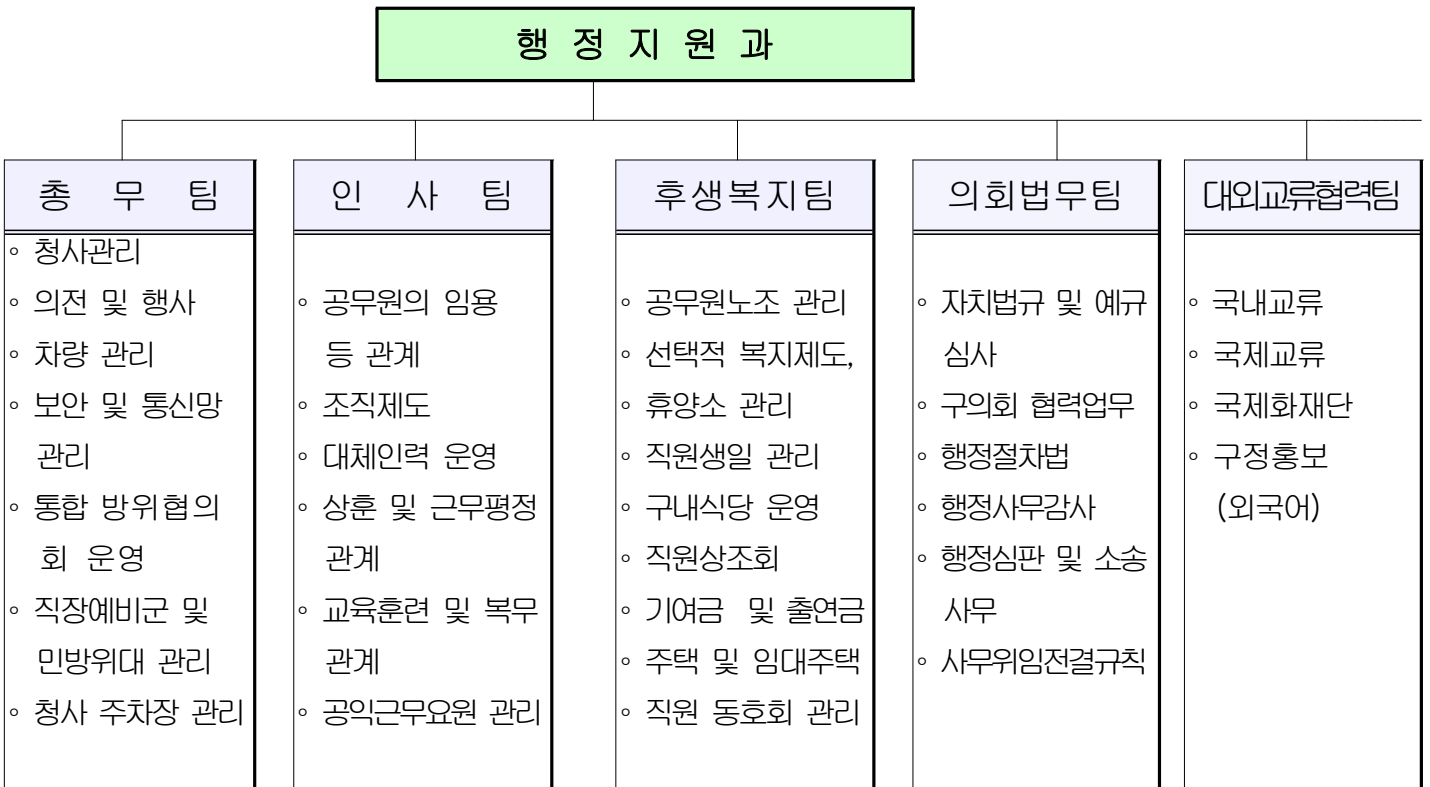 행 정 지 원 과
총 무 팀
◦ 청사관리
◦ 의전 및 행사
◦ 차량 관리
◦ 보안 및 통신망
관리
◦ 통합 방위협의
회 운영
◦ 직장예비군 및
민방위대 관리
◦ 청사 주차장 관리
인 사 팀
◦ 공무원의 임용
등 관계
◦ 조직제도
◦ 대체인력 운영
◦ 상훈 및 근무평정
관계
◦ 교육훈련 및 복무
관계
◦ 공익근무요원 관리
후생복지팀
◦ 공무원노조 관리
◦ 선택적 복지제도,
◦ 휴양소 관리
◦ 직원생일 관리
◦ 구내식당 운영
◦ 직원상조회
◦ 기여금 및 출연금
◦ 주택 및 임대주택
◦ 직원 동호회 관리
의회법무팀
◦ 자치법규 및 예규
심사
◦ 구의회 협력업무
◦ 행정절차법
◦ 행정사무감사
◦ 행정심판 및 소송
사무
◦ 사무위임전결규칙
대외교류협력팀
◦ 국내교류
◦ 국제교류
◦ 국제화재단
◦ 구정홍보
(외국어)